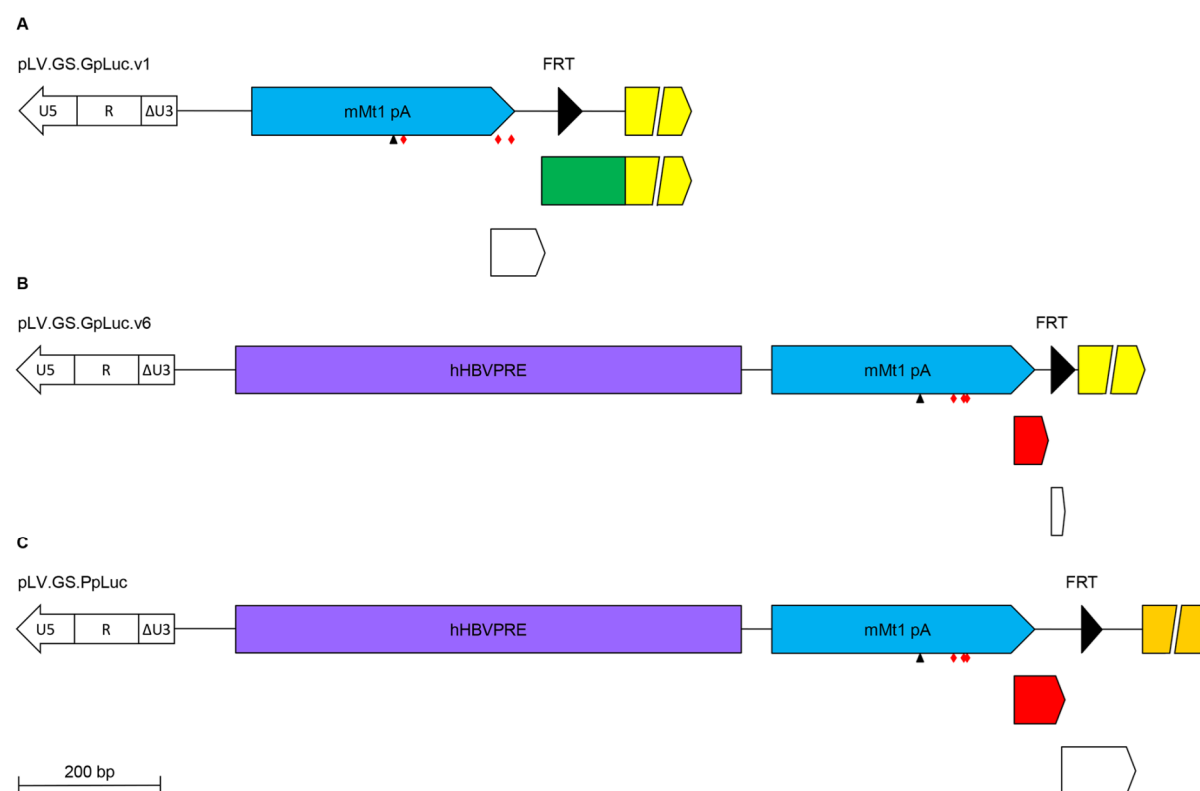 A
pLV.GS.GpLuc.v1
FRT
U5 R ΔU3 mMt1 pA
B
pLV.GS.GpLuc.v6
FRT
U5 R ΔU3 hHBVPRE mMt1 pA
C
pLV.GS.PpLuc
FRT
U5 R ΔU3 hHBVPRE mMt1 pA
200 bp